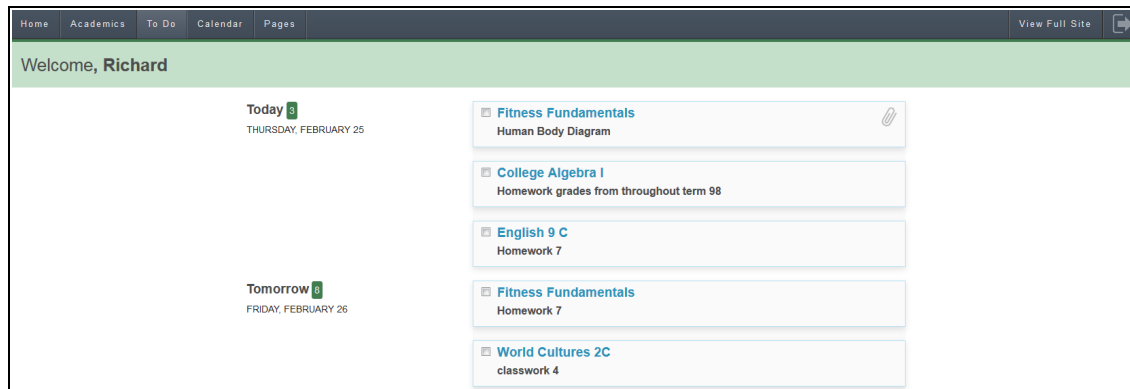 Home Academics To Do Calendar Pages View Full Site
Welcome, Richard
Today 3
THURSDAY, FEBRUARY 25
Fitness Fundamentals
Human Body Diagram
College Algebra I
Homework grades from throughout term 98
English 9 C
Homework 7
Tomorrow 8
FRIDAY, FEBRUARY 26
Fitness Fundamentals
Homework 7
World Cultures 2C
classwork 4